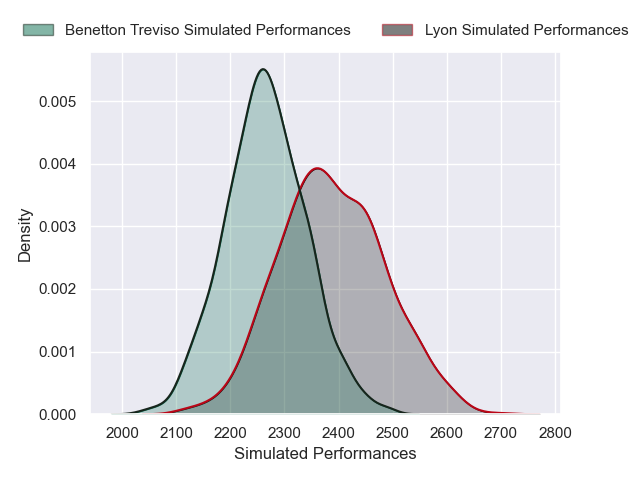 Benetton Treviso Simulated Performances Lyon Simulated Performances
0.005
0.004
0.003
0.002
0.001
0.000
Density
2000 2100 2200 2300 2400 2500 2600 2700 2800
Simulated Performances